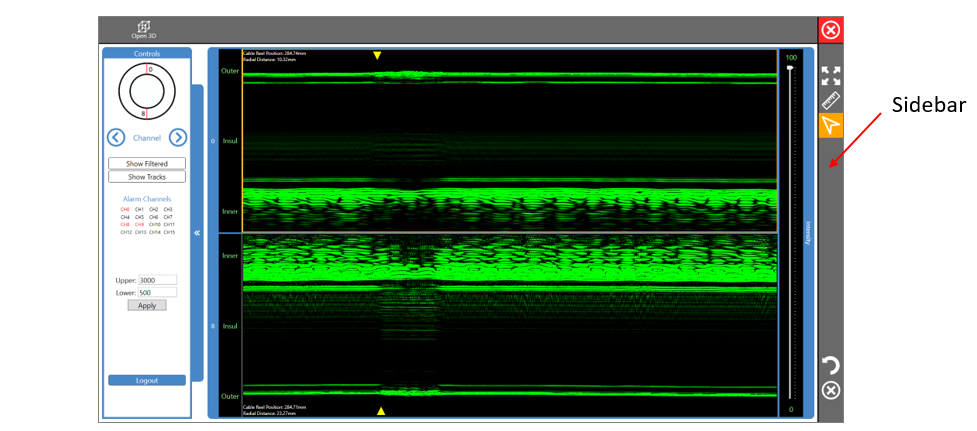 Open 3D
Controls
0
8
Channel
Show Filtered
Show Tracks
Alarm Channels
CH0 CH1 CH2 CH3
CH4 CH5 CH6 CH7
CH8 CH9 CH10 CH11
CH12 CH13 CH14 CH15
Upper: 3000
Lower: 500
Apply
Logout
«
Cable Reel Position: 284.74mm
Radial Distance: 10.32mm
Outer
0
Insul
Inner
Inner
8
Insul
Outer
Cable Reel Position: 284.71mm
Radial Distance: 23.27mm
100
0
Intensity
Sidebar